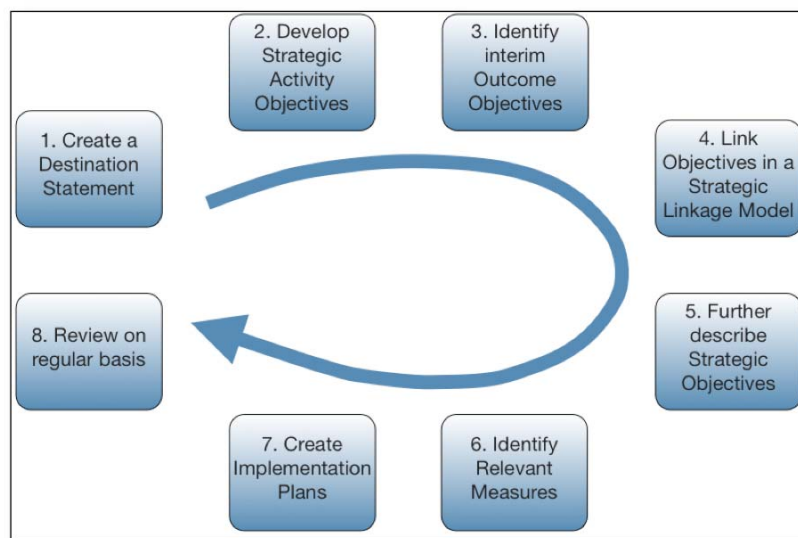 1. Create a
Destination
Statement
2. Develop
Strategic
Activity
Objectives
3. Identify
interim
Outcome
Objectives
4. Link
Objectives in a
Strategic
Linkage Model
5. Further
describe
Strategic
Objectives
6. Identify
Relevant
Measures
7. Create
Implementation
Plans
8. Review on
regular basis